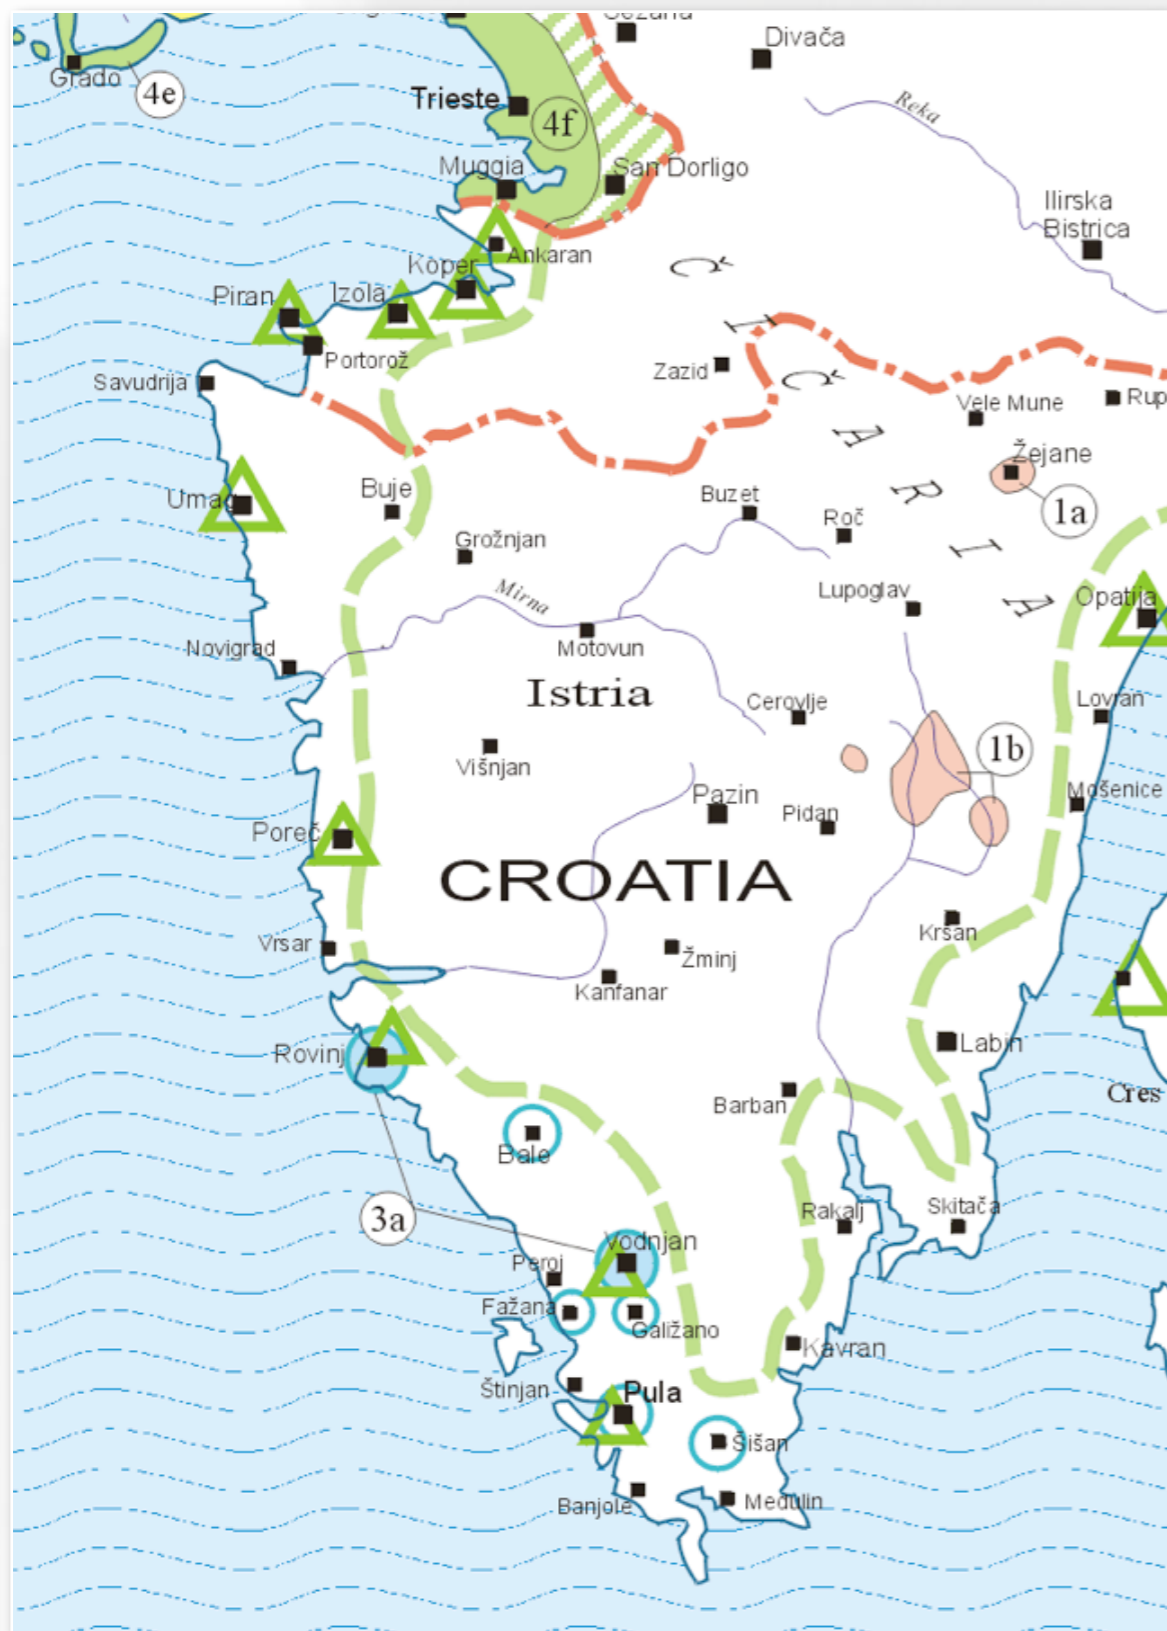 Divača
Grado
4e
Trieste
4f
Reka
Muggia
San Dorligo
Ilirska
Bistrica
Ankaran
Koper
Piran
Izola
Portorož
Savudrija
Zazid
Vele Mune
Rup
Žejane
1a
Umag
Buje
Buzet
Roč
Grožnjan
Mirna
Lupoglav
Opatija
Motovun
Novigrad
Istria
Cerovlje
Lovran
Višnjan
1b
Pazin
Pidan
Mošenice
Poreč
CROATIA
Kršan
Vrsar
Žminj
Kanfanar
Rovinj
Labin
Cres
Barban
Bale
3a
Rakalj
Skitača
Vodnjan
Peroj
Fažana
Galižano
Kavran
Štinjan
Pula
Šišan
Banjole
Medulin
Ć I Ć A R I A